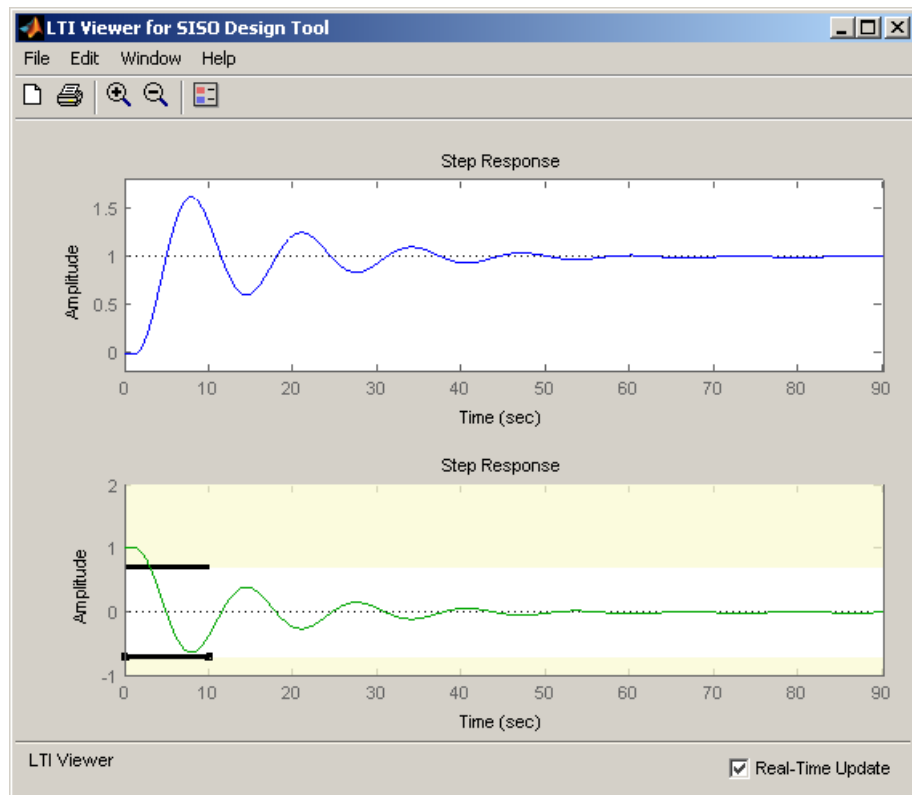 LTI Viewer for SISO Design Tool
File Edit Window Help
Step Response
Amplitude
1.5
1
0.5
0
0 10 20 30 40 50 60 70 80 90
Time (sec)
Step Response
Amplitude
2
1
0
-1
0 10 20 30 40 50 60 70 80 90
Time (sec)
LTI Viewer
Real-Time Update